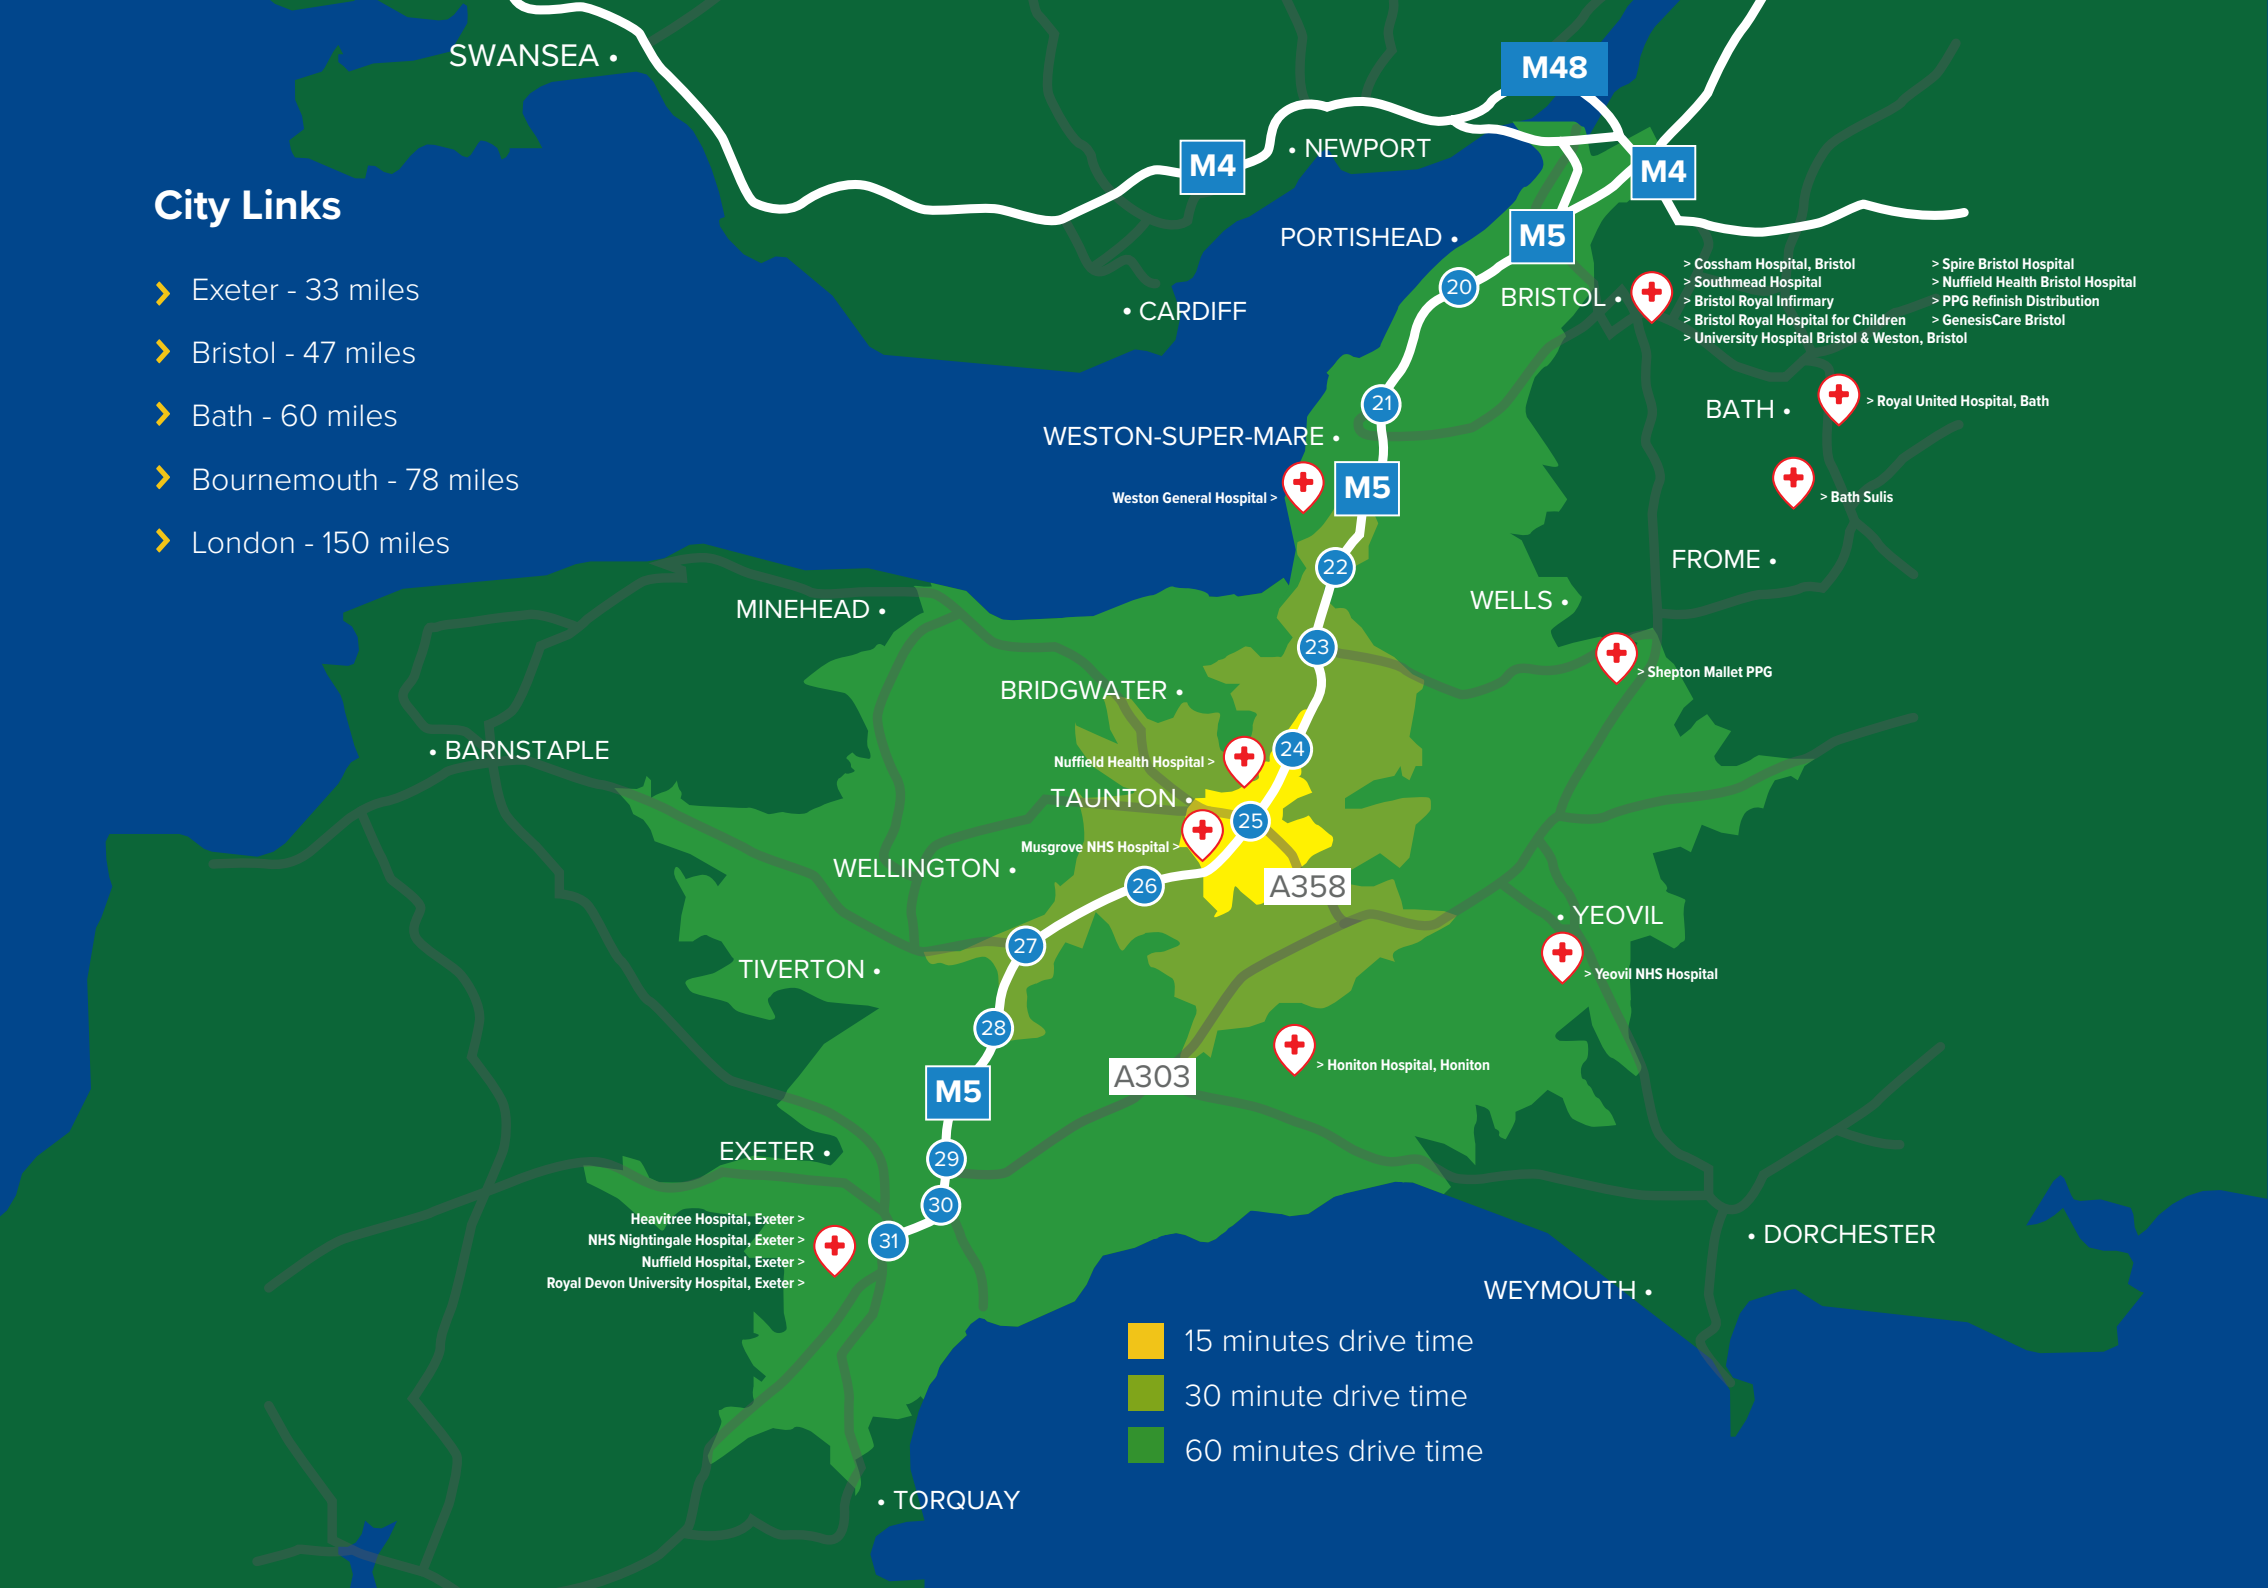 SWANSEA •
M48
M4
• NEWPORT
M4
City Links
PORTISHEAD •
M5
> Cossham Hospital, Bristol
> Southmead Hospital
> Bristol Royal Infirmary
> Bristol Royal Hospital for Children
> University Hospital Bristol & Weston, Bristol
> Spire Bristol Hospital
> Nuffield Health Bristol Hospital
> PPG Refinish Distribution
> GenesisCare Bristol
Exeter - 33 miles
Bristol - 47 miles
Bath - 60 miles
Bournemouth - 78 miles
London - 150 miles
20
BRISTOL •
• CARDIFF
21
BATH •
> Royal United Hospital, Bath
WESTON-SUPER-MARE •
Weston General Hospital >
M5
> Bath Sulis
22
FROME •
MINEHEAD •
WELLS •
23
> Shepton Mallet PPG
BRIDGWATER •
• BARNSTAPLE
24
Nuffield Health Hospital >
TAUNTON •
25
Musgrove NHS Hospital >
WELLINGTON •
26
A358
• YEOVIL
27
TIVERTON •
> Yeovil NHS Hospital
28
> Honiton Hospital, Honiton
A303
M5
EXETER •
29
30
Heavitree Hospital, Exeter >
NHS Nightingale Hospital, Exeter >
Nuffield Hospital, Exeter >
Royal Devon University Hospital, Exeter >
31
• DORCHESTER
WEYMOUTH •
15 minutes drive time
30 minute drive time
60 minutes drive time
• TORQUAY